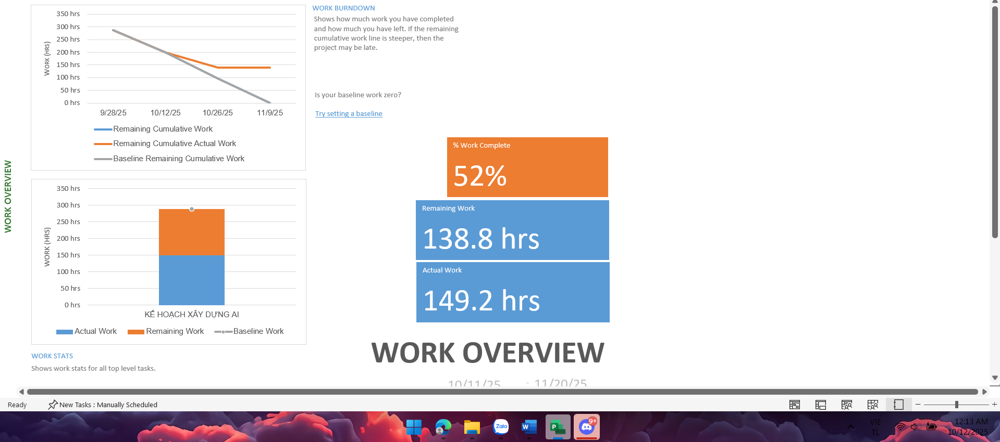 WORK OVERVIEW
350 hrs
300 hrs
250 hrs
200 hrs
150 hrs
100 hrs
50 hrs
0 hrs
WORK (HRS)
9/28/25 10/12/25 10/26/25 11/9/25
Remaining Cumulative Work
Remaining Cumulative Actual Work
Baseline Remaining Cumulative Work
WORK BURNDOWN
Shows how much work you have completed
and how much you have left. If the remaining
cumulative work line is steeper, then the
project may be late.
Is your baseline work zero?
Try setting a baseline
% Work Complete
52%
Remaining Work
138.8 hrs
Actual Work
149.2 hrs
350 hrs
300 hrs
250 hrs
200 hrs
150 hrs
100 hrs
50 hrs
0 hrs
WORK (HRS)
KẾ HOẠCH XÂY DỰNG AI
Actual Work Remaining Work Baseline Work
WORK STATS
Shows work stats for all top level tasks.
WORK OVERVIEW
10/11/25 - 11/20/25
Ready New Tasks : Manually Scheduled
Zalo
W
P
9+
VIE
TL
12:13 AM
10/12/2025